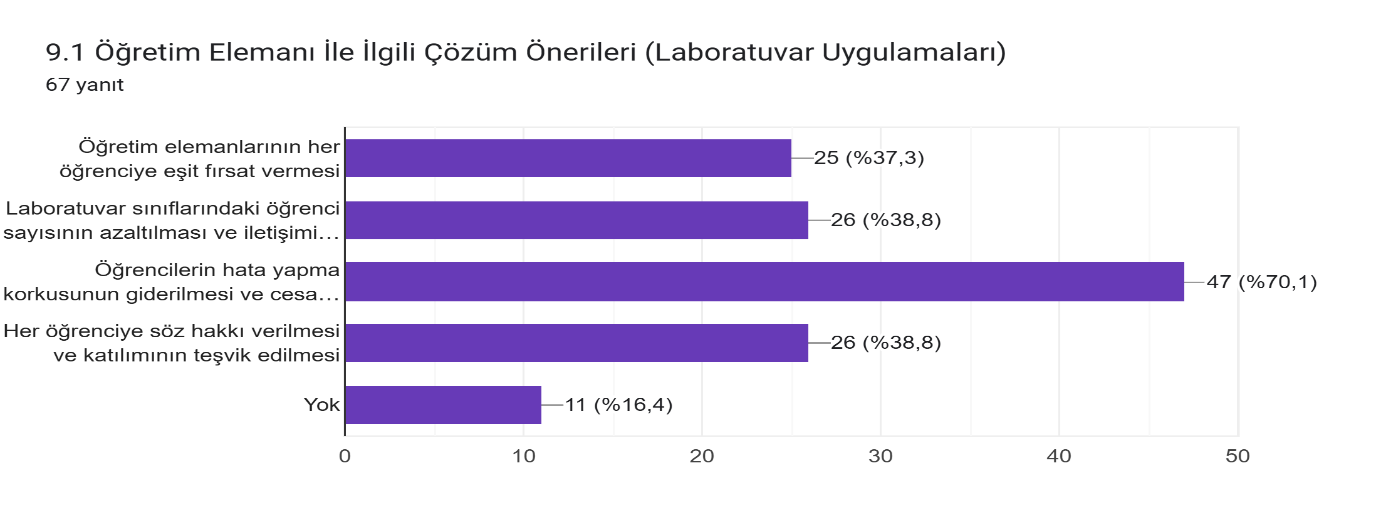 9.1 Öğretim Elemanı İle İlgili Çözüm Önerileri (Laboratuvar Uygulamaları)
67 yanıt
Öğretim elemanlarının her
öğrenciye eşit fırsat vermesi
25 (%37,3)
Laboratuvar sınıflarındaki öğrenci
sayısının azaltılması ve iletişimi…
26 (%38,8)
Öğrencilerin hata yapma
korkusunun giderilmesi ve cesa…
47 (%70,1)
Her öğrenciye söz hakkı verilmesi
ve katılımının teşvik edilmesi
26 (%38,8)
Yok
11 (%16,4)
0 10 20 30 40 50